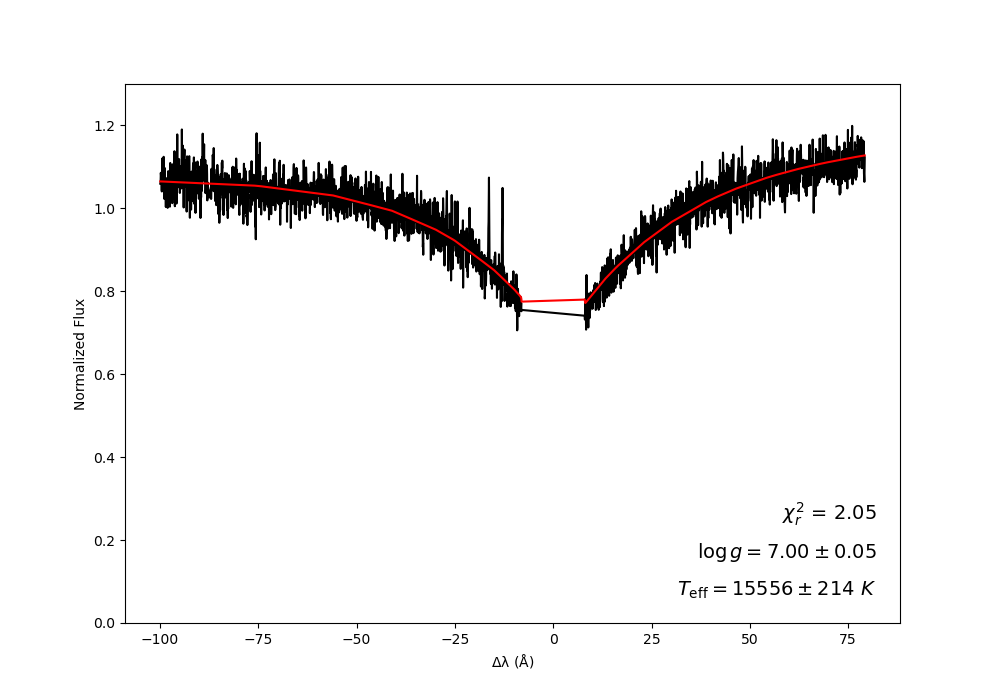 1.2
1.0
0.8
0.6
0.4
0.2
0.0
Normalized Flux
χ²ᵣ = 2.05
log g = 7.00 ± 0.05
T_eff = 15556 ± 214 K
−100 −75 −50 −25 0 25 50 75
Δλ (Å)